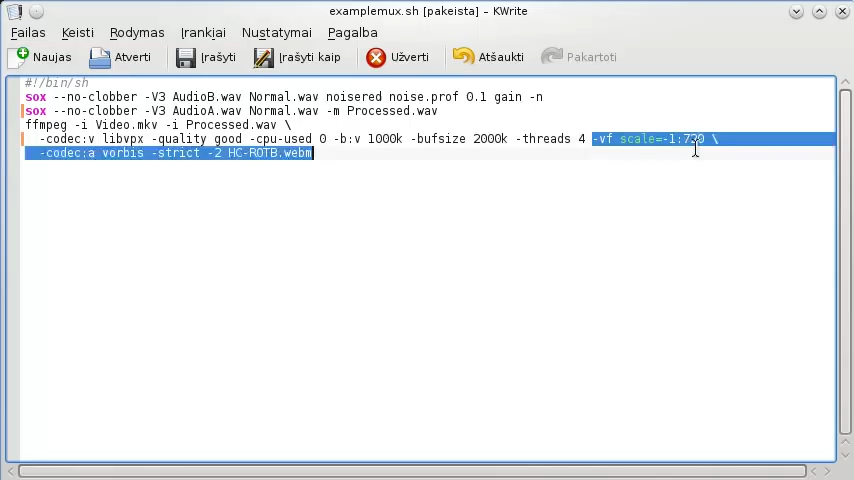 examplemux.sh [pakeista] – KWrite
Failas Keisti Rodymas Įrankiai Nustatymai Pagalba
Naujas Atverti Įrašyti Įrašyti kaip Užverti Atšaukti Pakartoti
#!/bin/sh
sox --no-clobber -V3 AudioB.wav Normal.wav noisered noise.prof 0.1 gain -n
sox --no-clobber -V3 AudioA.wav Normal.wav -m Processed.wav
ffmpeg -i Video.mkv -i Processed.wav \
-codec:v libvpx -quality good -cpu-used 0 -b:v 1000k -bufsize 2000k -threads 4 -vf scale=-1:720 \
-codec:a vorbis -strict -2 HC-ROTB.webm